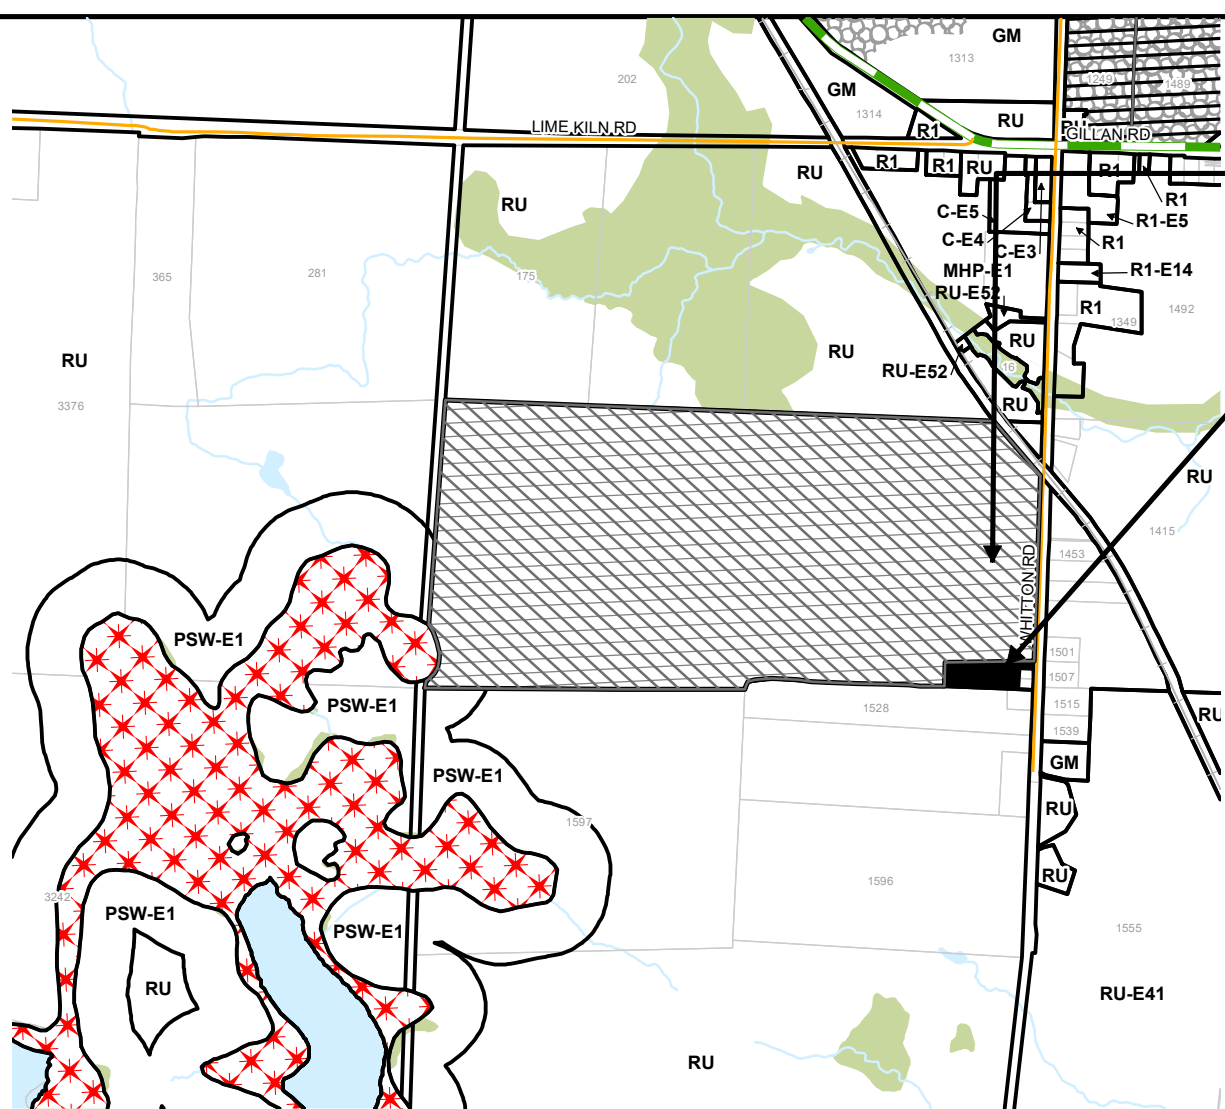 GM
1313
202
1249
1489
GM
1314
RU
RU
R1
LIME KILN RD
GILLAN RD
R1
R1
RU
R1
RU
R1
RU
C-E5
R1-E5
C-E4
R1
C-E3
365
281
175
MHP-E1
R1-E14
RU-E52
R1
1492
1349
RU
RU
RU
RU-E52
16
3376
RU
RU
1415
WHITTON RD
1453
PSW-E1
1501
1507
PSW-E1
1528
1515
RU
1539
PSW-E1
GM
RU
1597
RU
1596
3242
PSW-E1
PSW-E1
1555
RU
RU-E41
RU